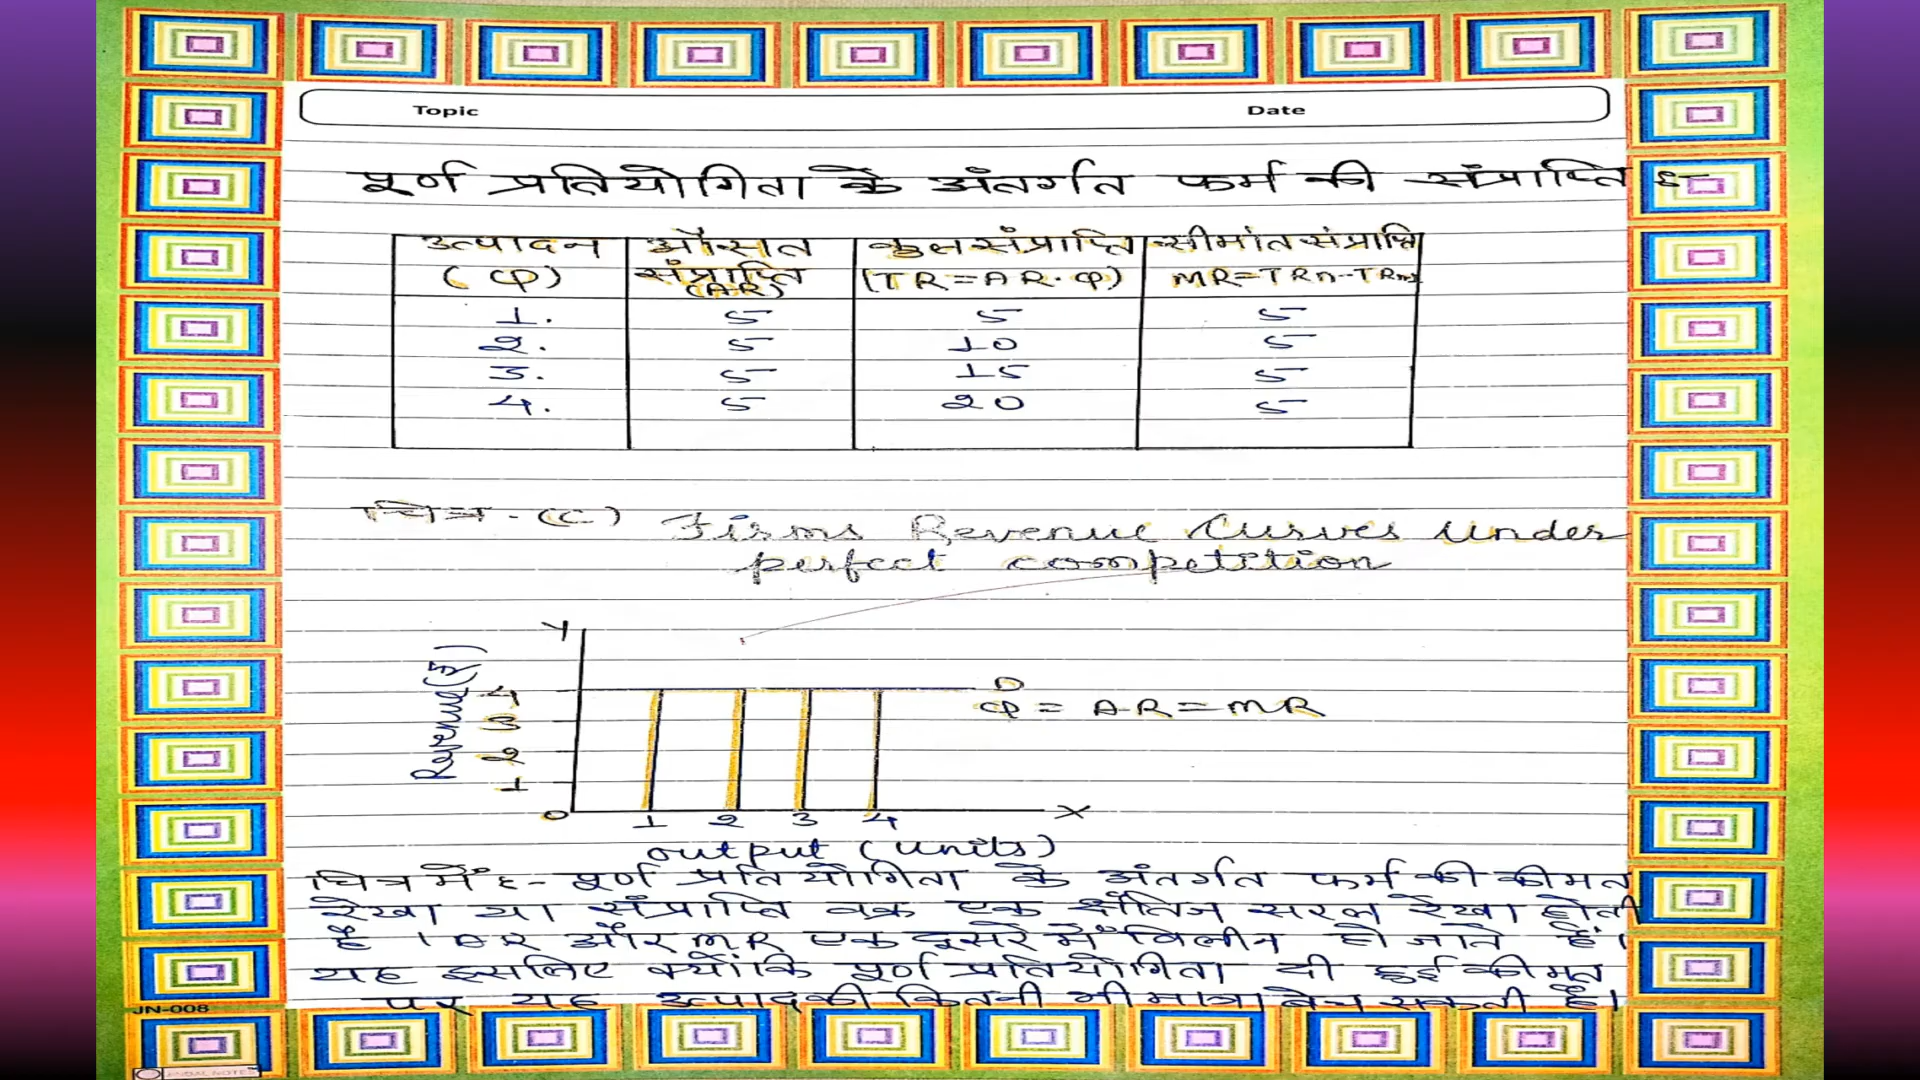 Topic Date
पूर्ण प्रतियोगिता के अंतर्गत फर्म की संप्राप्ति :-
उत्पादन औसत कुल संप्राप्ति सीमांत संप्राप्ति
(Q) संप्राप्ति (TR=AR.Q) MR=TRn-TRn-1
(AR)
1. 5 5 5
2. 5 10 5
3. 5 15 5
4. 5 20 5
चित्र - (C) Firms Revenue Curves Under
perfect competition
Y
Revenue(₹)
4 D
3 Q = AR=MR
2
1
O X
1 2 3 4
output (units)
चित्र में :- पूर्ण प्रतियोगिता के अंतर्गत फर्म की कीमत
रेखा या संप्राप्ति वक्र एक क्षैतिज सरल रेखा होती
है । AR और MR एक दूसरे में विलीन हो जाते हैं।
यह इसलिए क्योंकि पूर्ण प्रतियोगिता दी हुई कीमत
पर यह उत्पाद की कितनी भी मात्रा बेच सकती है।
JN-008